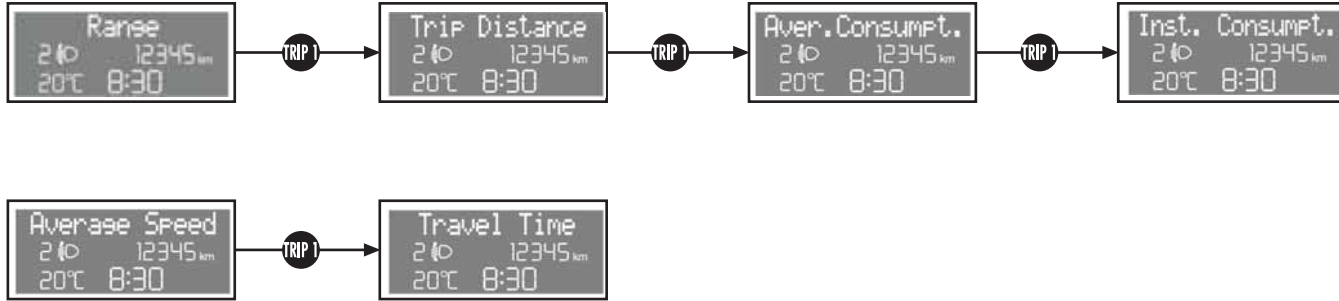 Range
2 12345 km
20°C 8:30
TRIP 1
Trip Distance
2 12345 km
20°C 8:30
TRIP 1
Aver.Consumpt.
2 12345 km
20°C 8:30
TRIP 1
Inst. Consumpt.
2 12345 km
20°C 8:30
Average Speed
2 12345 km
20°C 8:30
TRIP 1
Travel Time
2 12345 km
20°C 8:30